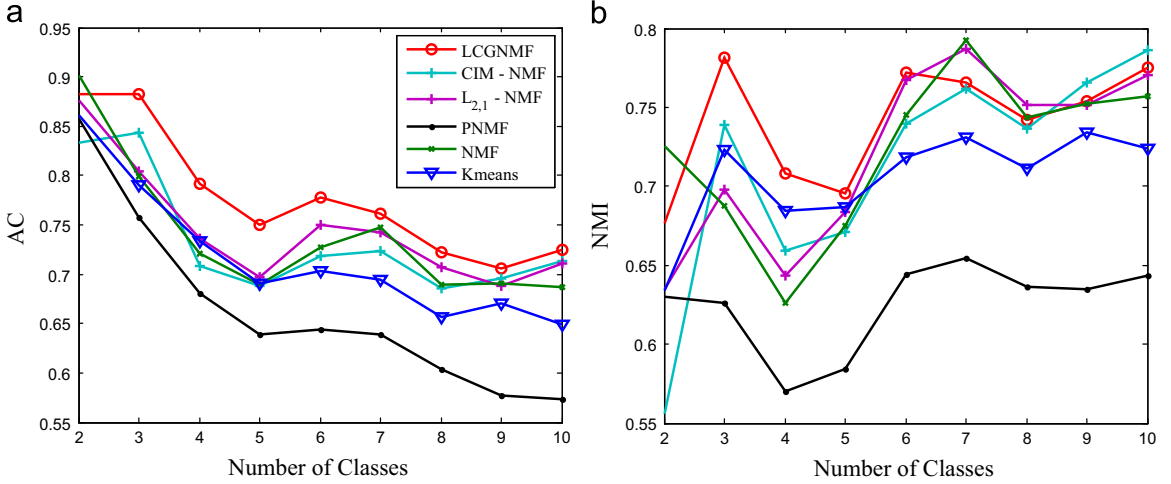 a
0.95
0.9
0.85
0.8
0.75
0.7
0.65
0.6
0.55
AC
2 3 4 5 6 7 8 9 10
Number of Classes
LCGNMF
CIM - NMF
L2,1 - NMF
PNMF
NMF
Kmeans
b
0.8
0.75
0.7
0.65
0.6
0.55
NMI
2 3 4 5 6 7 8 9 10
Number of Classes